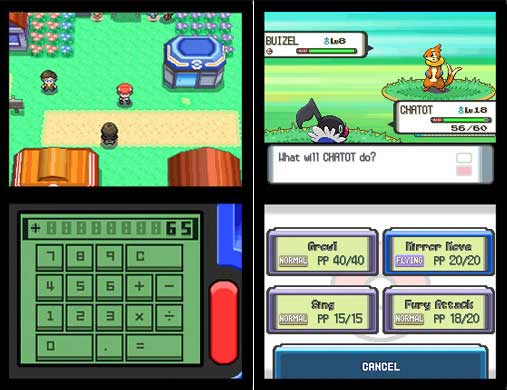 BUIZEL ♂Lv8
CHATOT ♂Lv18
56/60
What will CHATOT do?
+ 65
7 8 9 C
4 5 6 + -
1 2 3 × ÷
0 . =
Growl
NORMAL PP 40/40
Mirror Move
FLYING PP 20/20
Sing
NORMAL PP 15/15
Fury Attack
NORMAL PP 18/20
CANCEL